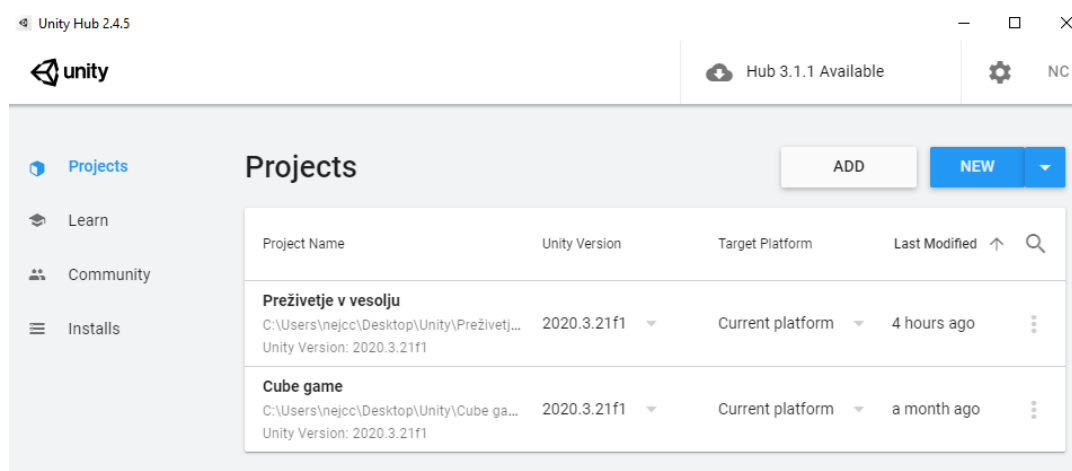 Unity Hub 2.4.5
unity
Hub 3.1.1 Available
NC
Projects
Learn
Community
Installs
Projects
ADD
NEW
Project Name Unity Version Target Platform Last Modified
Preživetje v vesolju
C:\Users\nejcc\Desktop\Unity\Preživetj... 2020.3.21f1 Current platform 4 hours ago
Unity Version: 2020.3.21f1
Cube game
C:\Users\nejcc\Desktop\Unity\Cube ga... 2020.3.21f1 Current platform a month ago
Unity Version: 2020.3.21f1